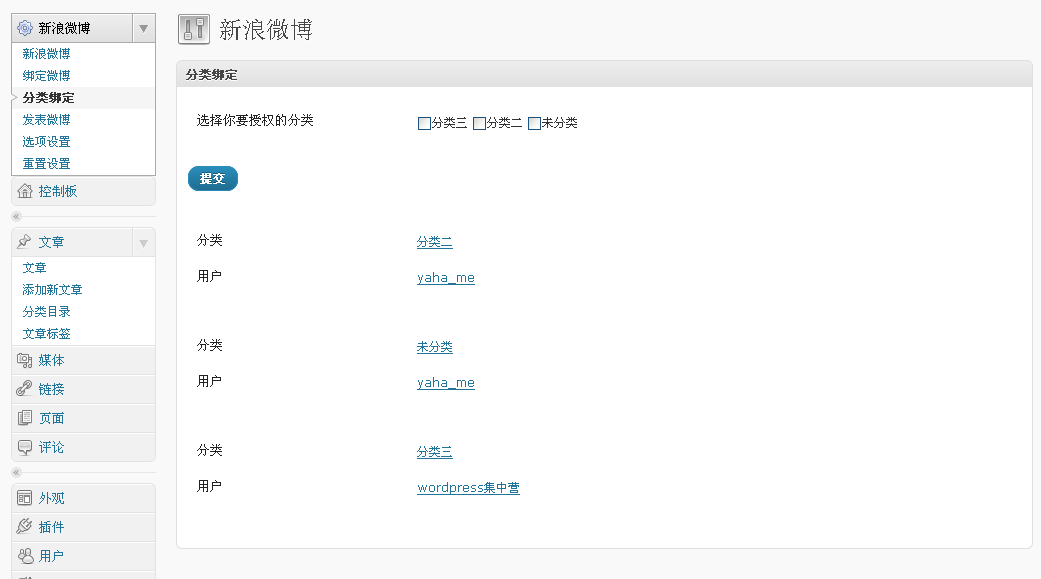 新浪微博
新浪微博
绑定微博
分类绑定
发表微博
选项设置
重置设置
控制板
文章
文章
添加新文章
分类目录
文章标签
媒体
链接
页面
评论
外观
插件
用户
新浪微博
分类绑定
选择你要授权的分类 分类三 分类二 未分类
提交
分类 分类二
用户 yaha_me
分类 未分类
用户 yaha_me
分类 分类三
用户 wordpress集中营